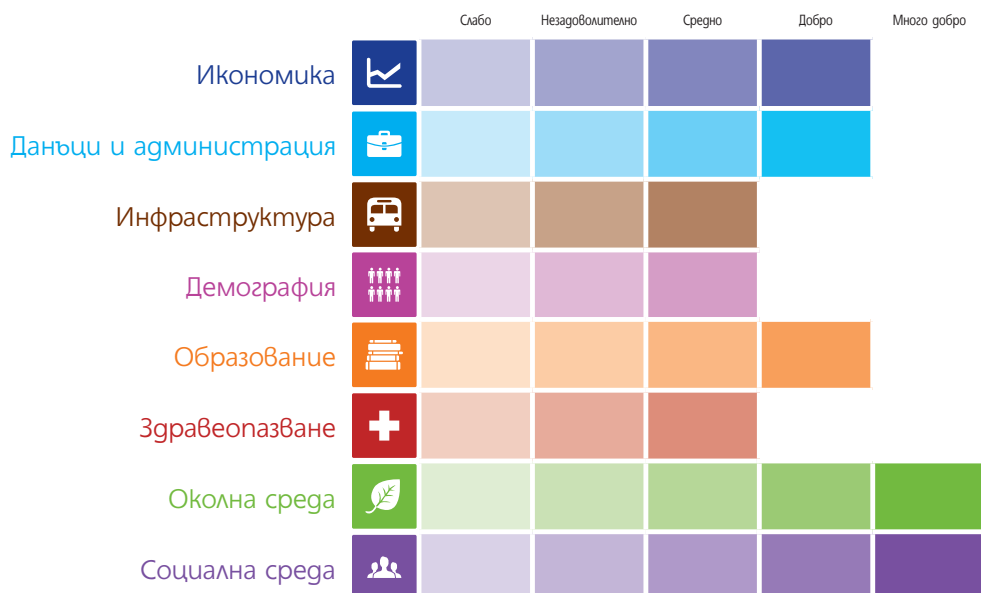 Слабо Незадоволително Средно Добро Много добро
Икономика
Данъци и администрация
Инфраструктура
Демография
Образование
Здравеопазване
Околна среда
Социална среда